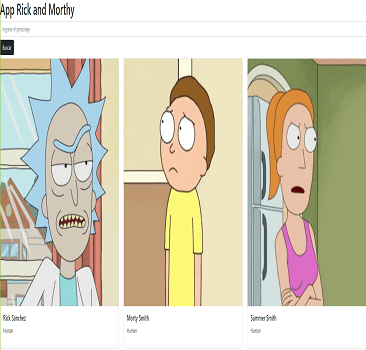 App Rick and Morthy
Ingrese el personaje
Buscar
Rick Sanchez
Human
Morty Smith
Human
Summer Smith
Human